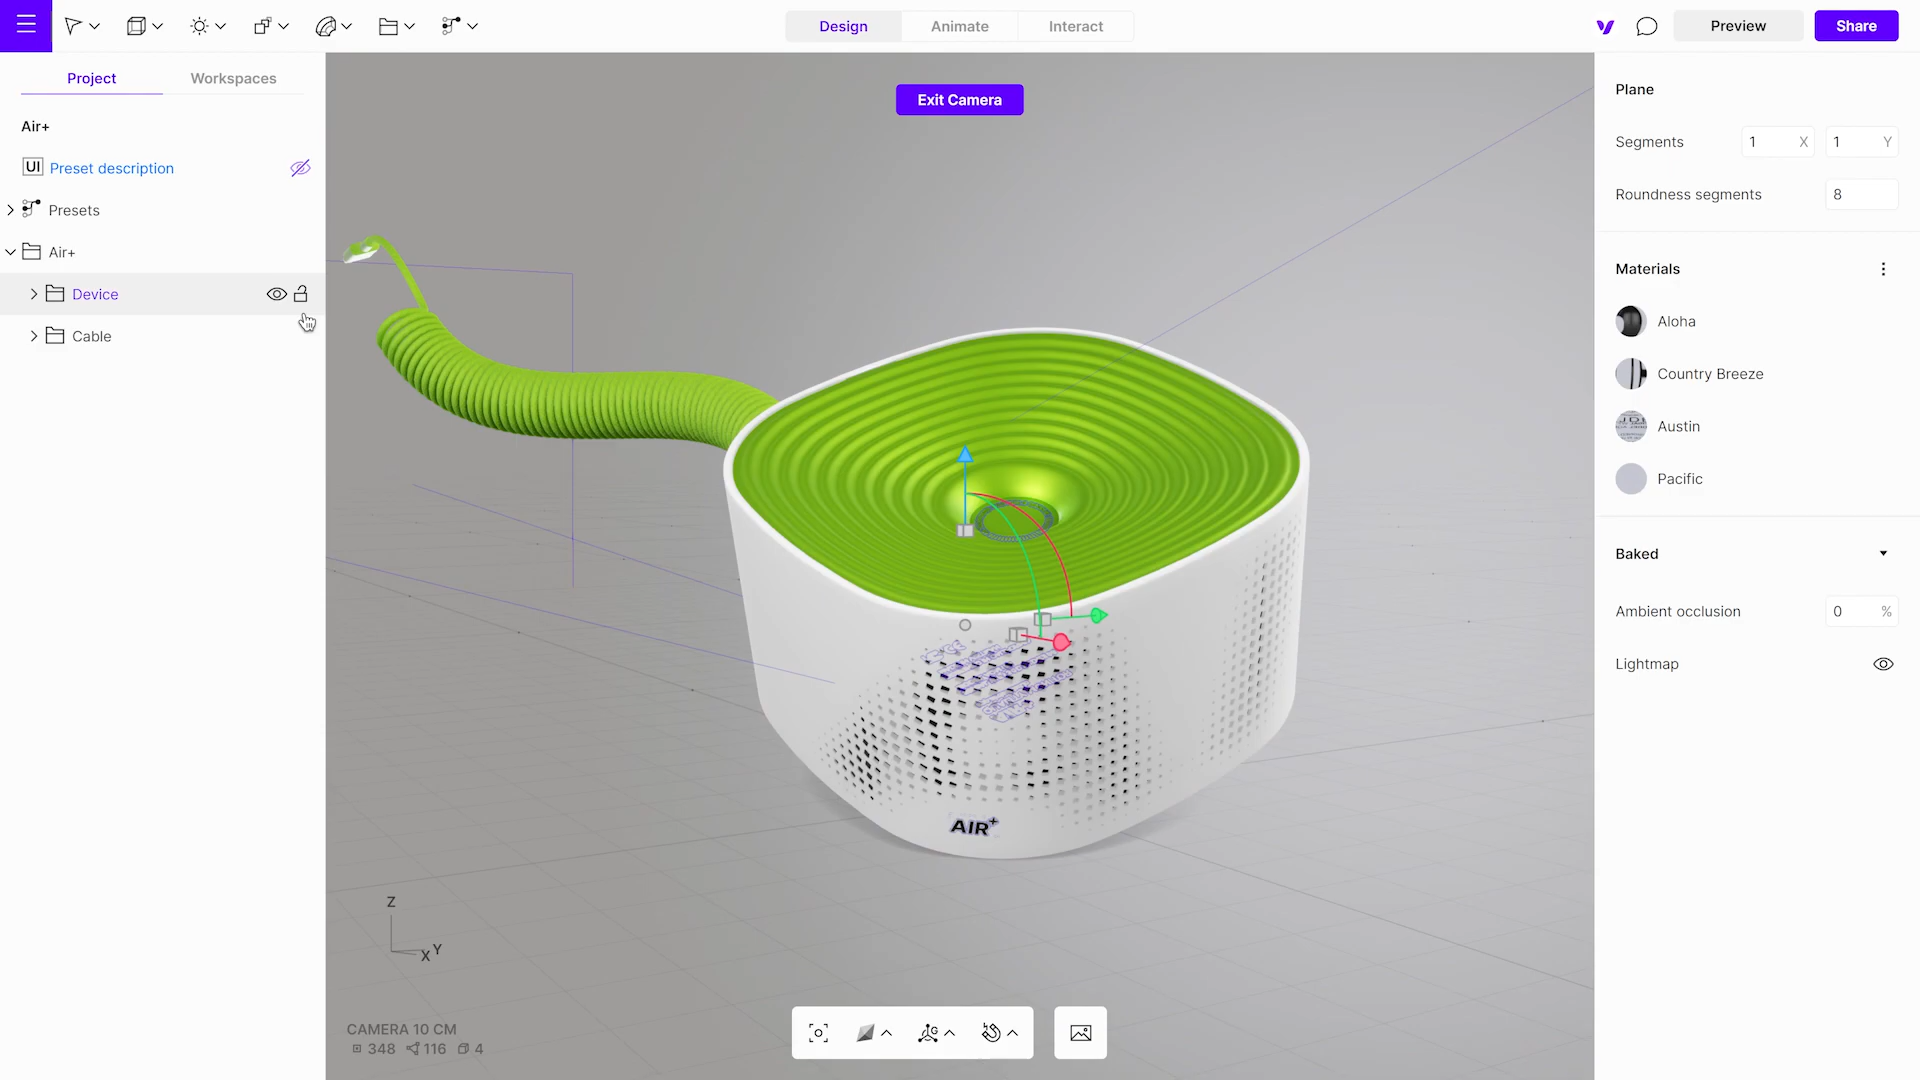 Design
Animate
Interact
Preview
Share
Project
Workspaces
Exit Camera
Air+
UI Preset description
Presets
Air+
Device
Cable
Plane
Segments 1 X 1 Y
Roundness segments 8
Materials
Aloha
Country Breeze
Austin
Pacific
Baked
Ambient occlusion 0 %
Lightmap
AIR+
Z
X Y
CAMERA 10 CM
348 116 4